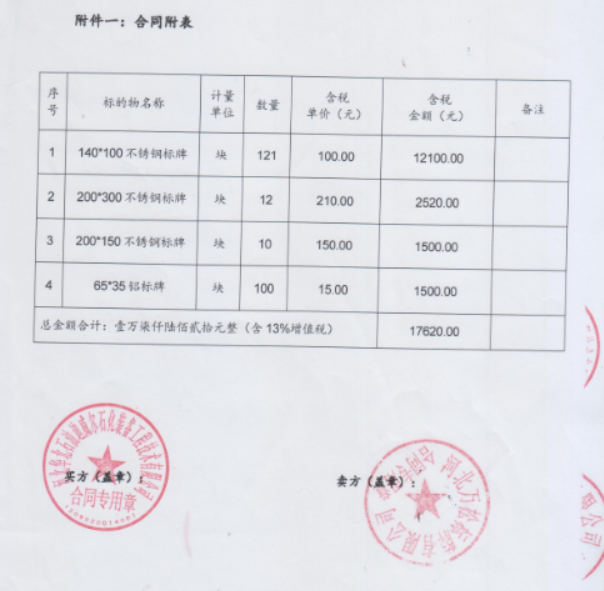 附件一：合同附表
序号 标的物名称 计量单位 数量 含税单价（元） 含税金额（元） 备注
1 140*100 不锈钢标牌 块 121 100.00 12100.00
2 200*300 不锈钢标牌 块 12 210.00 2520.00
3 200*150 不锈钢标牌 块 10 150.00 1500.00
4 65*35 铝标牌 块 100 15.00 1500.00
总金额合计：壹万柒仟陆佰贰拾元整（含 13%增值税） 17620.00
买方（盖章）：
合同专用章
卖方（盖章）：